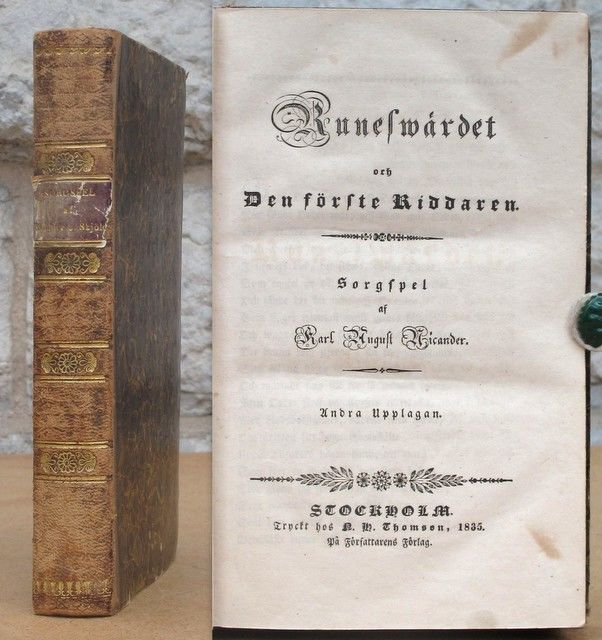 SORGSPEL
Runeswärdet
och
Den förste Riddaren.
Sorgspel
af
Karl August Nicander.
Andra Upplagan.
STOCKHOLM.
Tryckt hos N. H. Thomson, 1835.
På Författarens Förlag.